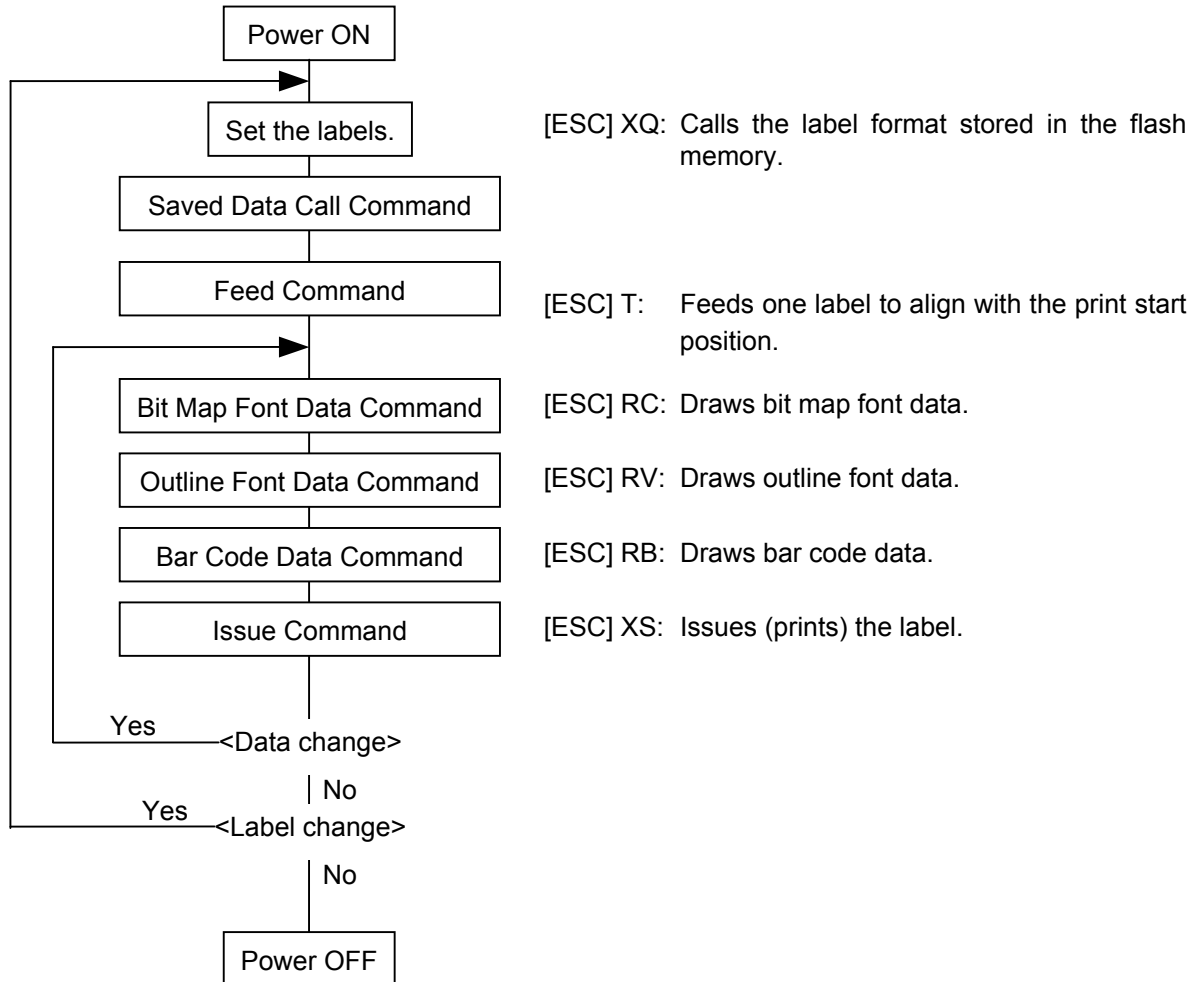 Power ON
Set the labels.
[ESC] XQ: Calls the label format stored in the flash
memory.
Saved Data Call Command
Feed Command
[ESC] T: Feeds one label to align with the print start
position.
Bit Map Font Data Command
[ESC] RC: Draws bit map font data.
Outline Font Data Command
[ESC] RV: Draws outline font data.
Bar Code Data Command
[ESC] RB: Draws bar code data.
Issue Command
[ESC] XS: Issues (prints) the label.
Yes
<Data change>
No
Yes
<Label change>
No
Power OFF